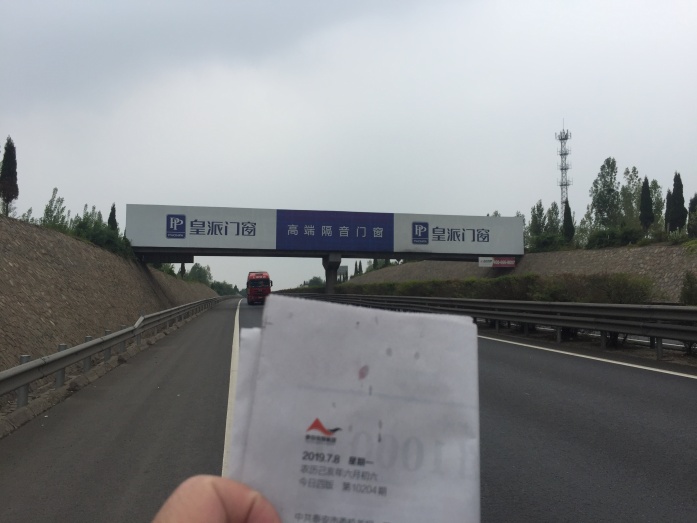 皇派门窗
高端隔音门窗
皇派门窗
2019.7.8 星期一
农历己亥年六月初六
今日四版 第10204期